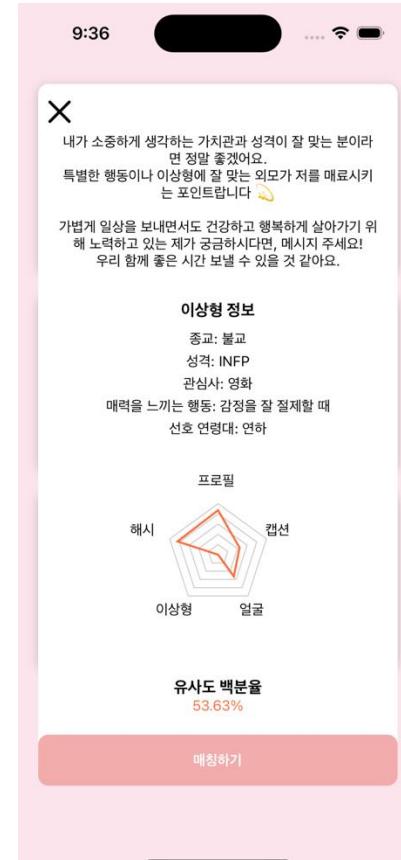 9:36
내가 소중하게 생각하는 가치관과 성격이 잘 맞는 분이라
면 정말 좋겠어요.
특별한 행동이나 이상형에 잘 맞는 외모가 저를 매료시키
는 포인트랍니다 💫
가볍게 일상을 보내면서도 건강하고 행복하게 살아가기 위
해 노력하고 있는 제가 궁금하시다면, 메시지 주세요!
우리 함께 좋은 시간 보낼 수 있을 것 같아요.
이상형 정보
종교: 불교
성격: INFP
관심사: 영화
매력을 느끼는 행동: 감정을 잘 절제할 때
선호 연령대: 연하
프로필
해시
캡션
이상형
얼굴
유사도 백분율
53.63%
매칭하기